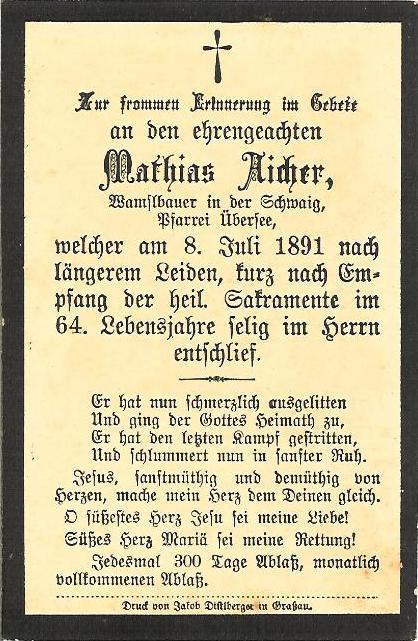 Zur frommen Erinnerung im Gebete
an den ehrengeachten
Mathias Aicher,
Wamslbauer in der Schwaig,
Pfarrei Übersee,
welcher am 8. Juli 1891 nach
längerem Leiden, kurz nach Em-
pfang der heil. Sakramente im
64. Lebensjahre selig im Herrn
entschlief.
Er hat nun schmerzlich ausgelitten
Und ging der Gottes Heimath zu,
Er hat den letzten Kampf gestritten,
Und schlummert nun in sanfter Ruh.
Jesus, sanftmüthig und demüthig von
Herzen, mache mein Herz dem Deinen gleich.
O süßestes Herz Jesu sei meine Liebe!
Süßes Herz Mariä sei meine Rettung!
Jedesmal 300 Tage Ablaß, monatlich
vollkommenen Ablaß.
Druck von Jakob Distlberger in Graßau.